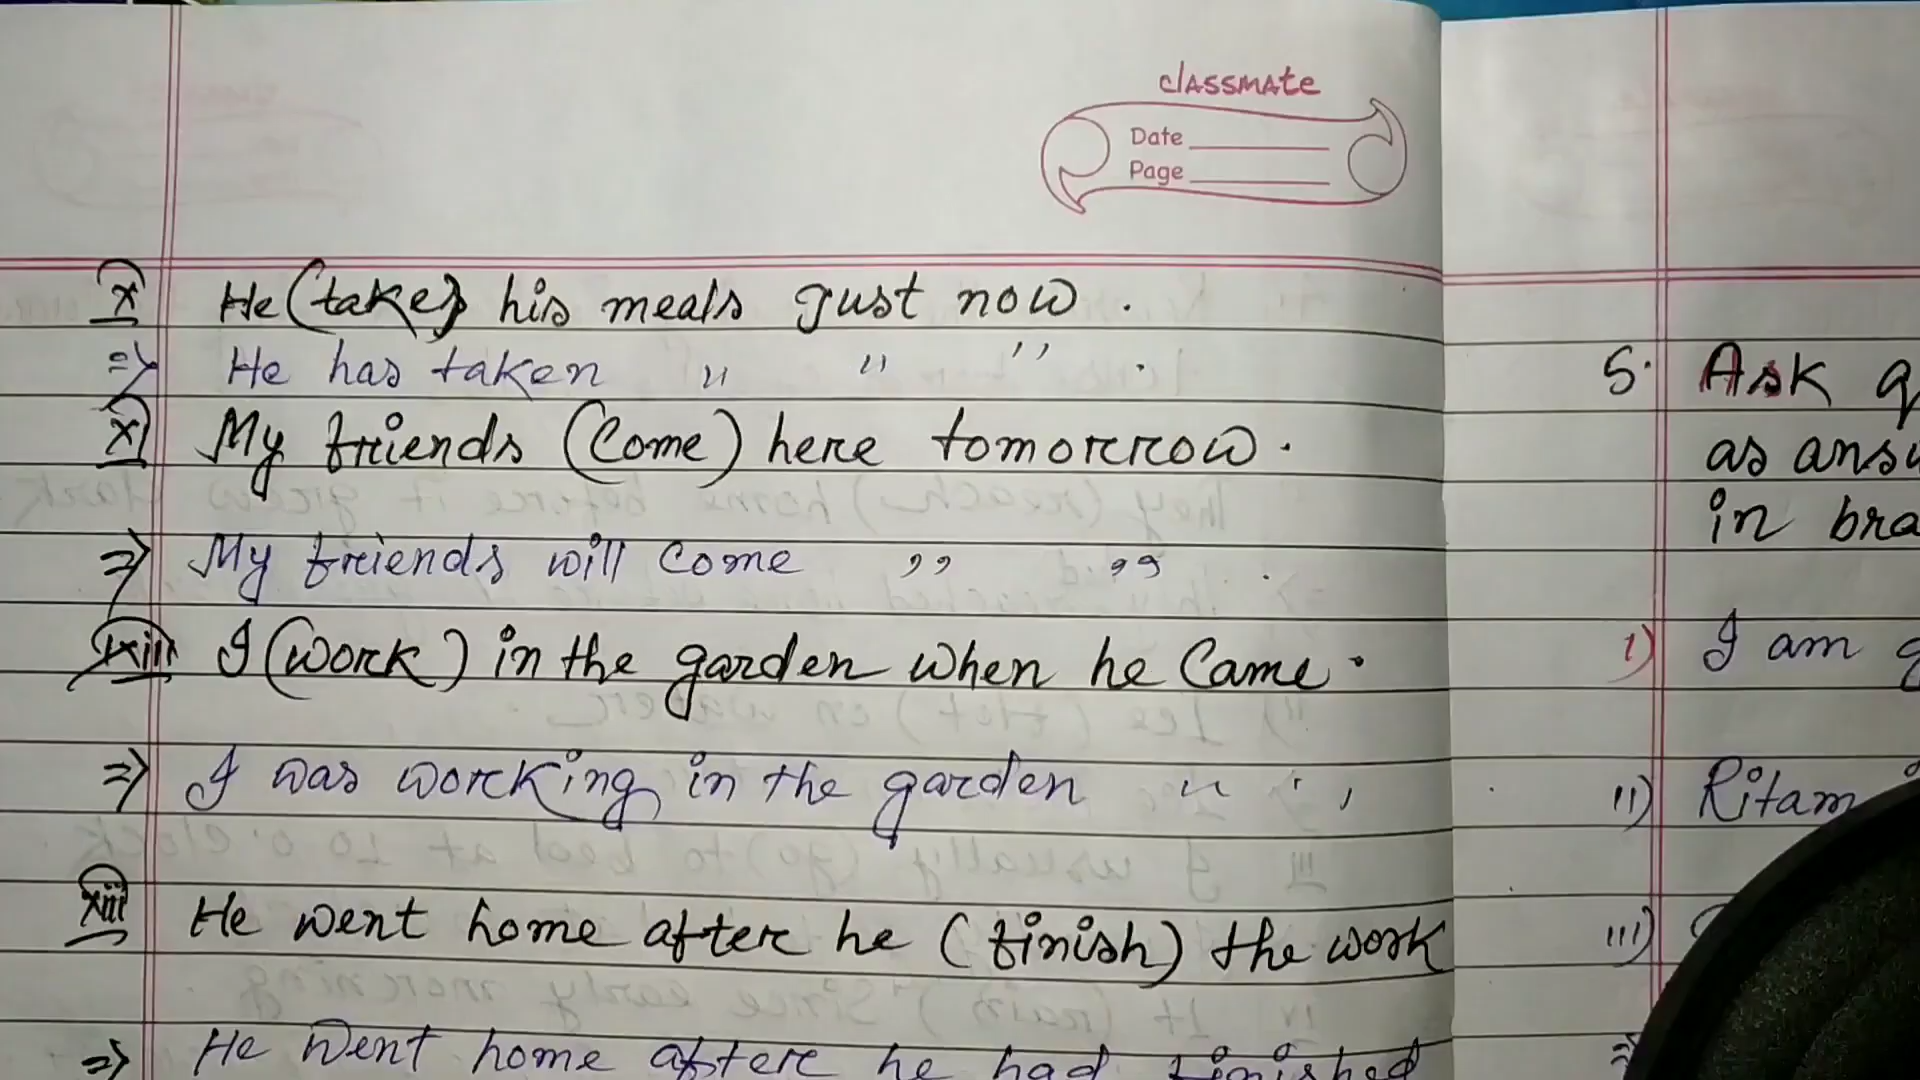 classmate
Date
Page
x He (take) his meals just now.
=> He has taken " " " .
xi My friends (Come) here tomorrow.
=> My friends will come ,, ,, .
I (work) in the garden when he Came.
=> I was working in the garden " " ,
xiii He went home after he (finish) the work
=> He went home after he had finished
5. Ask q
as answ
in bra
i) I am
ii) Ritam
iii)